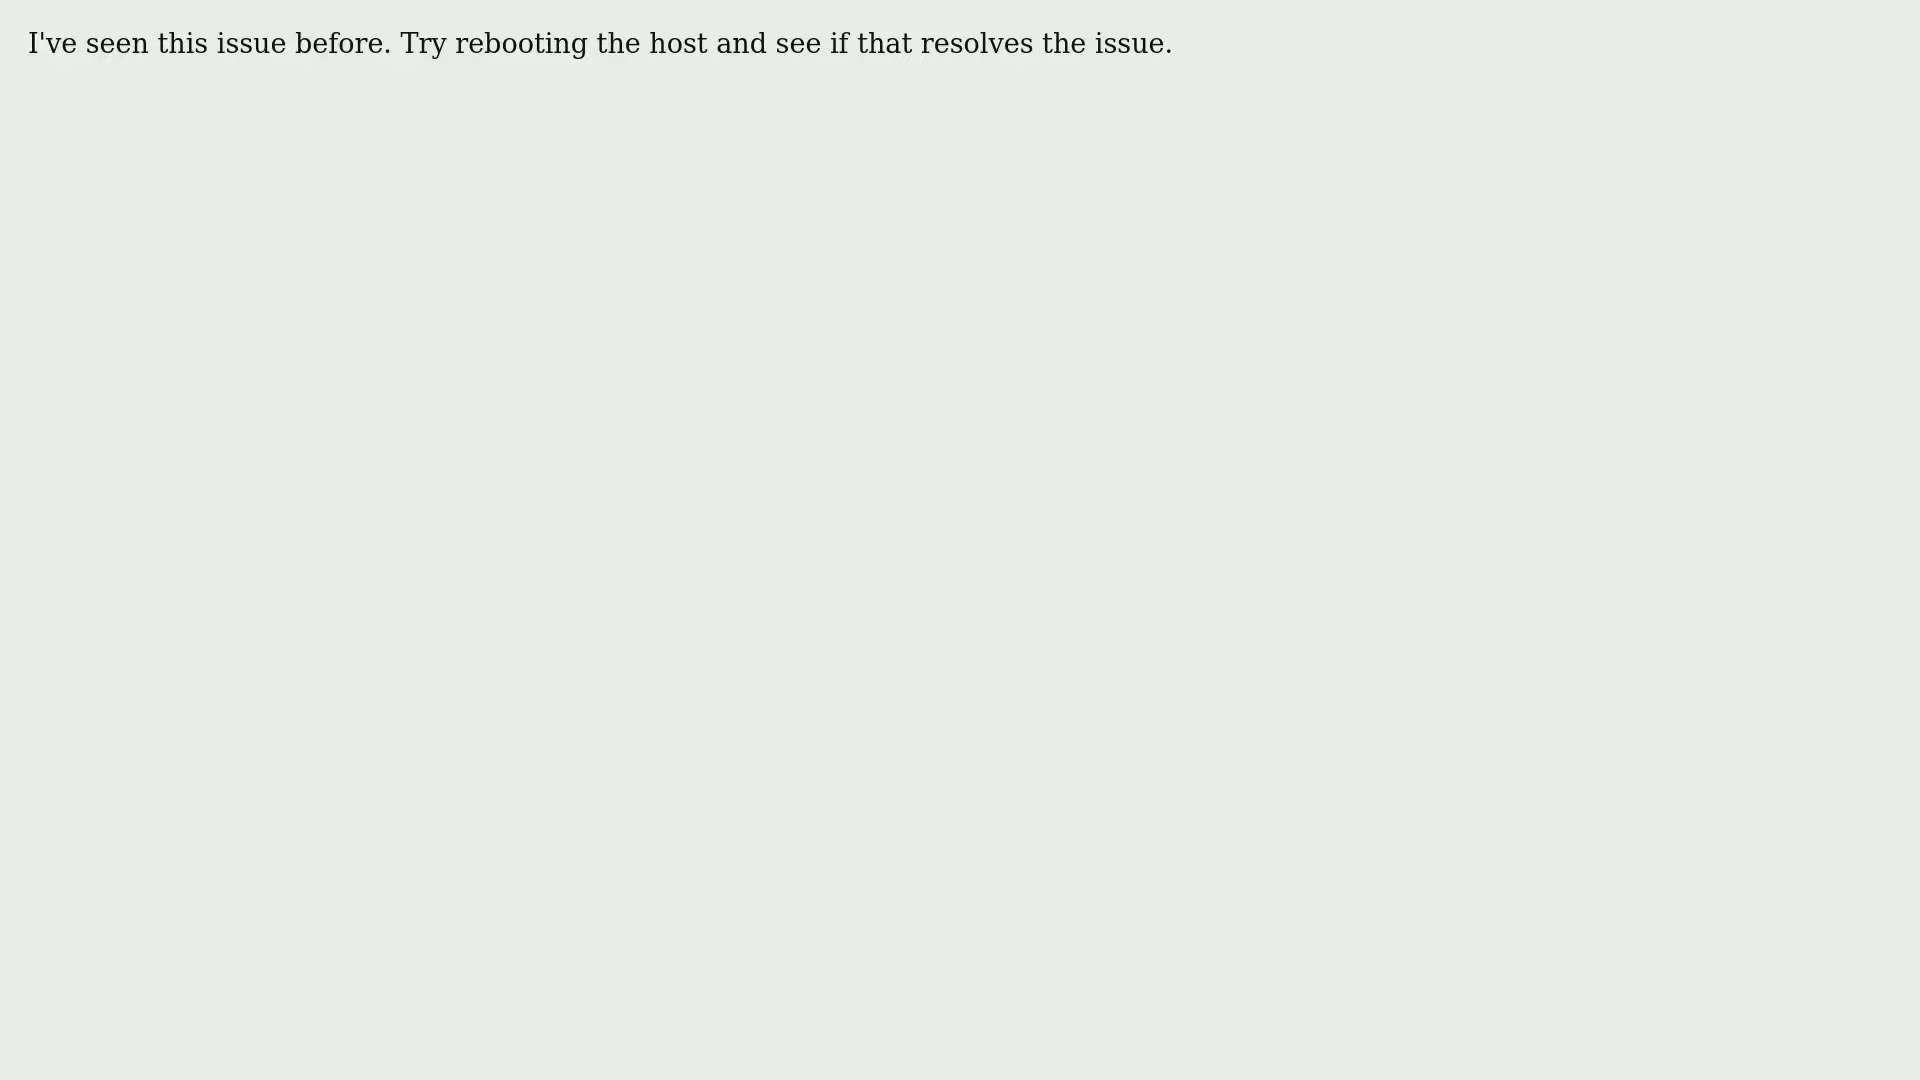 I've seen this issue before. Try rebooting the host and see if that resolves the issue.